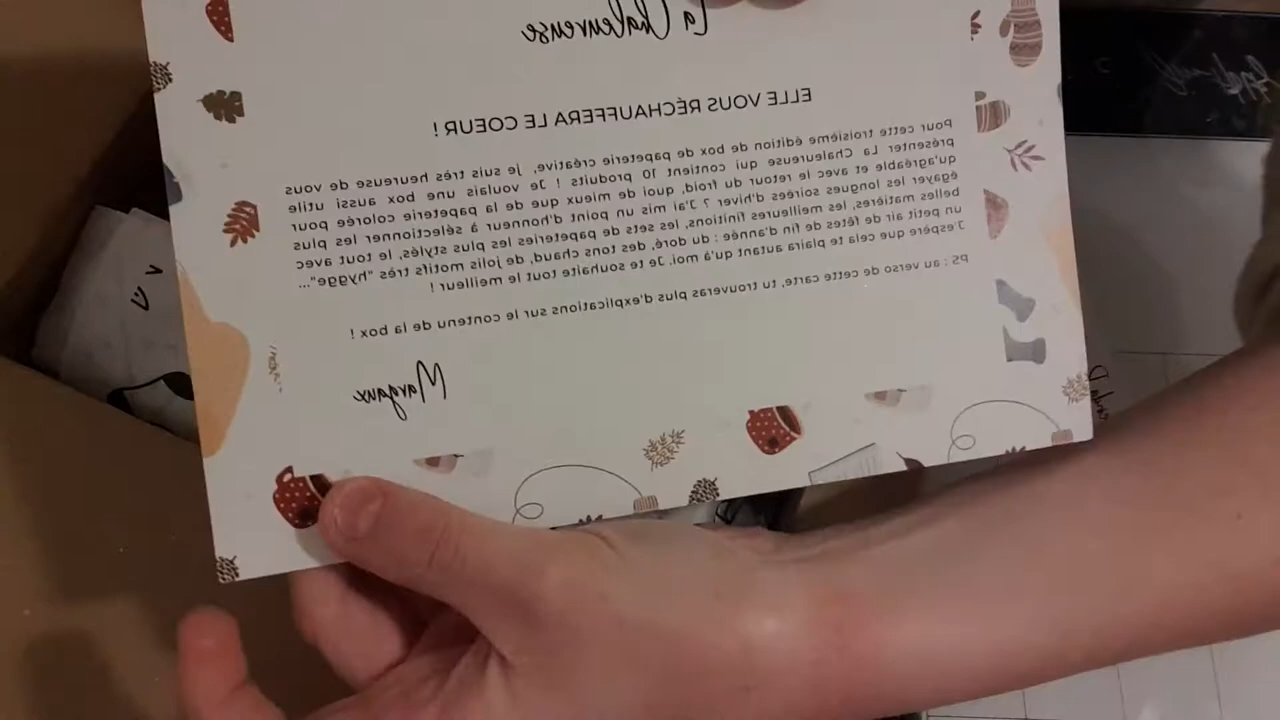 La Chaleureuse
ELLE VOUS RÉCHAUFFERA LE COEUR !
Pour cette troisième édition de box de papeterie créative, je suis très heureuse de vous
présenter La Chaleureuse qui contient 10 produits ! Je voulais une box aussi utile
qu'agréable et avec le retour du froid, quoi de mieux que de la papeterie colorée pour
égayer les longues soirées d'hiver ? J'ai mis un point d'honneur à sélectionner les plus
belles matières, les meilleures finitions, les sets de papeteries les plus stylés, le tout avec
un petit air de fêtes de fin d'année : du doré, des tons chaud, de jolis motifs très "hygge"...
J'espère que cela te plaira autant qu'à moi. Je te souhaite tout le meilleur !
PS : au verso de cette carte, tu trouveras plus d'explications sur le contenu de la box !
Margaux